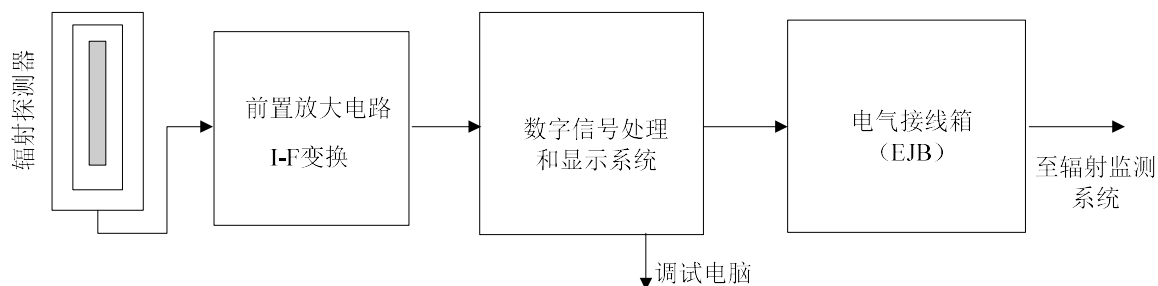 辐射探测器
前置放大电路
I-F变换
数字信号处理
和显示系统
电气接线箱
（EJB）
至辐射监测
系统
调试电脑